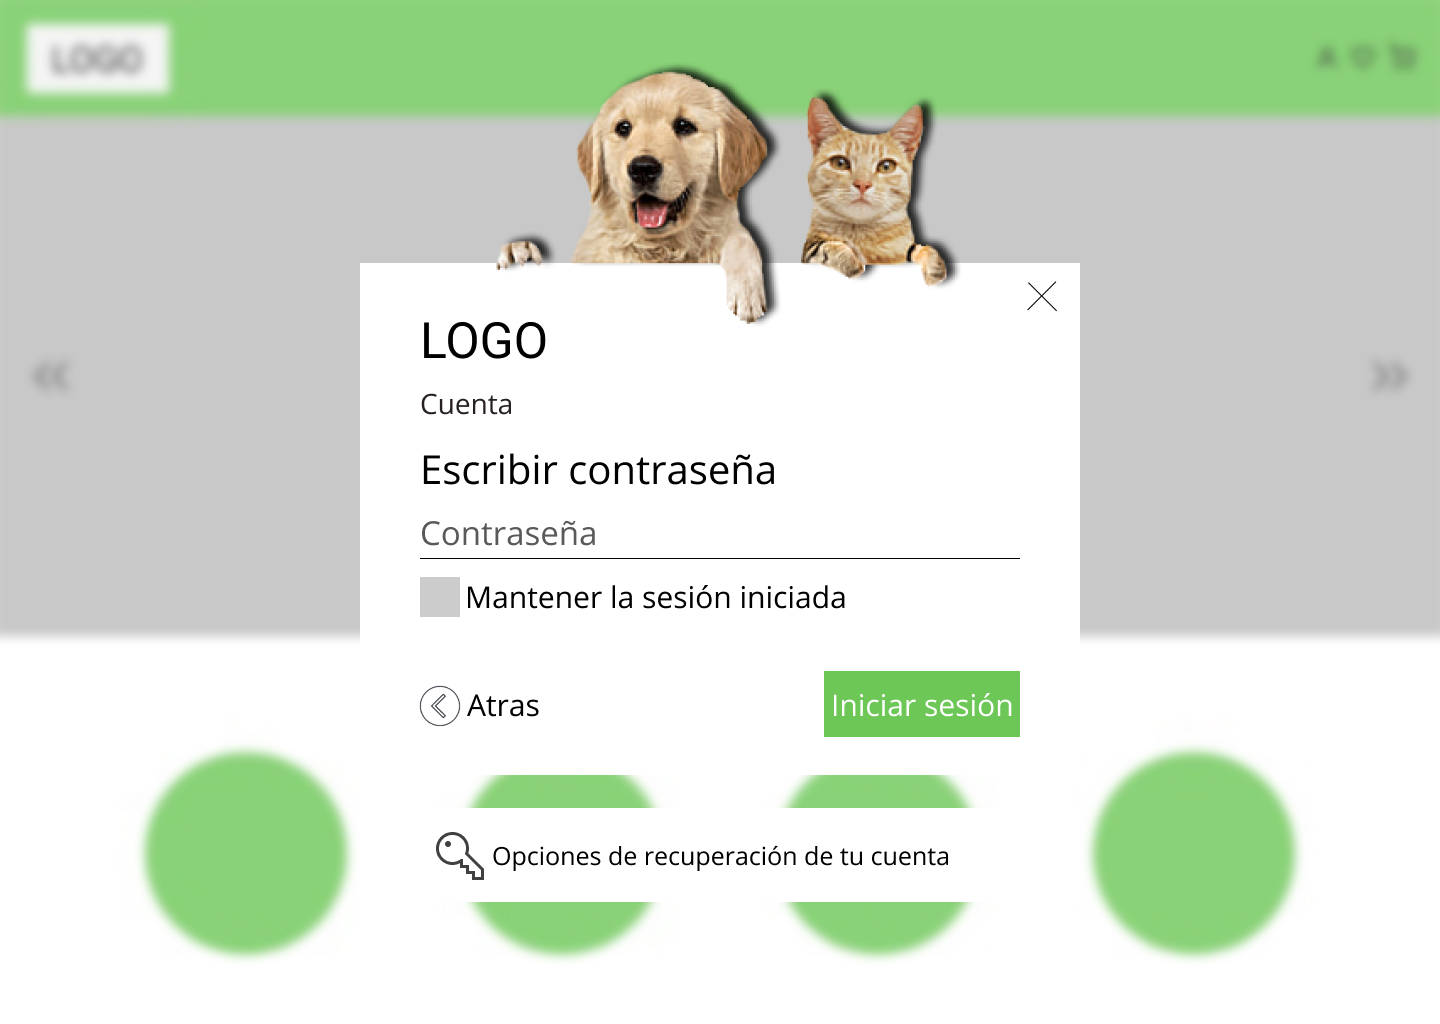 LOGO
LOGO
Cuenta
Escribir contraseña
Contraseña
Mantener la sesión iniciada
Atras
Iniciar sesión
Opciones de recuperación de tu cuenta